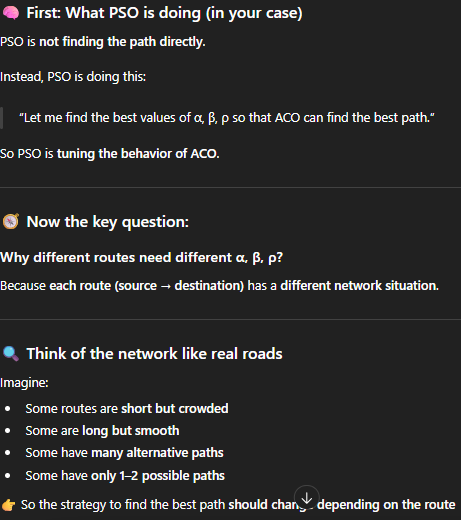 🧠 First: What PSO is doing (in your case)
PSO is not finding the path directly.
Instead, PSO is doing this:
“Let me find the best values of α, β, ρ so that ACO can find the best path.”
So PSO is tuning the behavior of ACO.
🧭 Now the key question:
Why different routes need different α, β, ρ?
Because each route (source → destination) has a different network situation.
🔍 Think of the network like real roads
Imagine:
• Some routes are short but crowded
• Some are long but smooth
• Some have many alternative paths
• Some have only 1–2 possible paths
👉 So the strategy to find the best path should change depending on the route